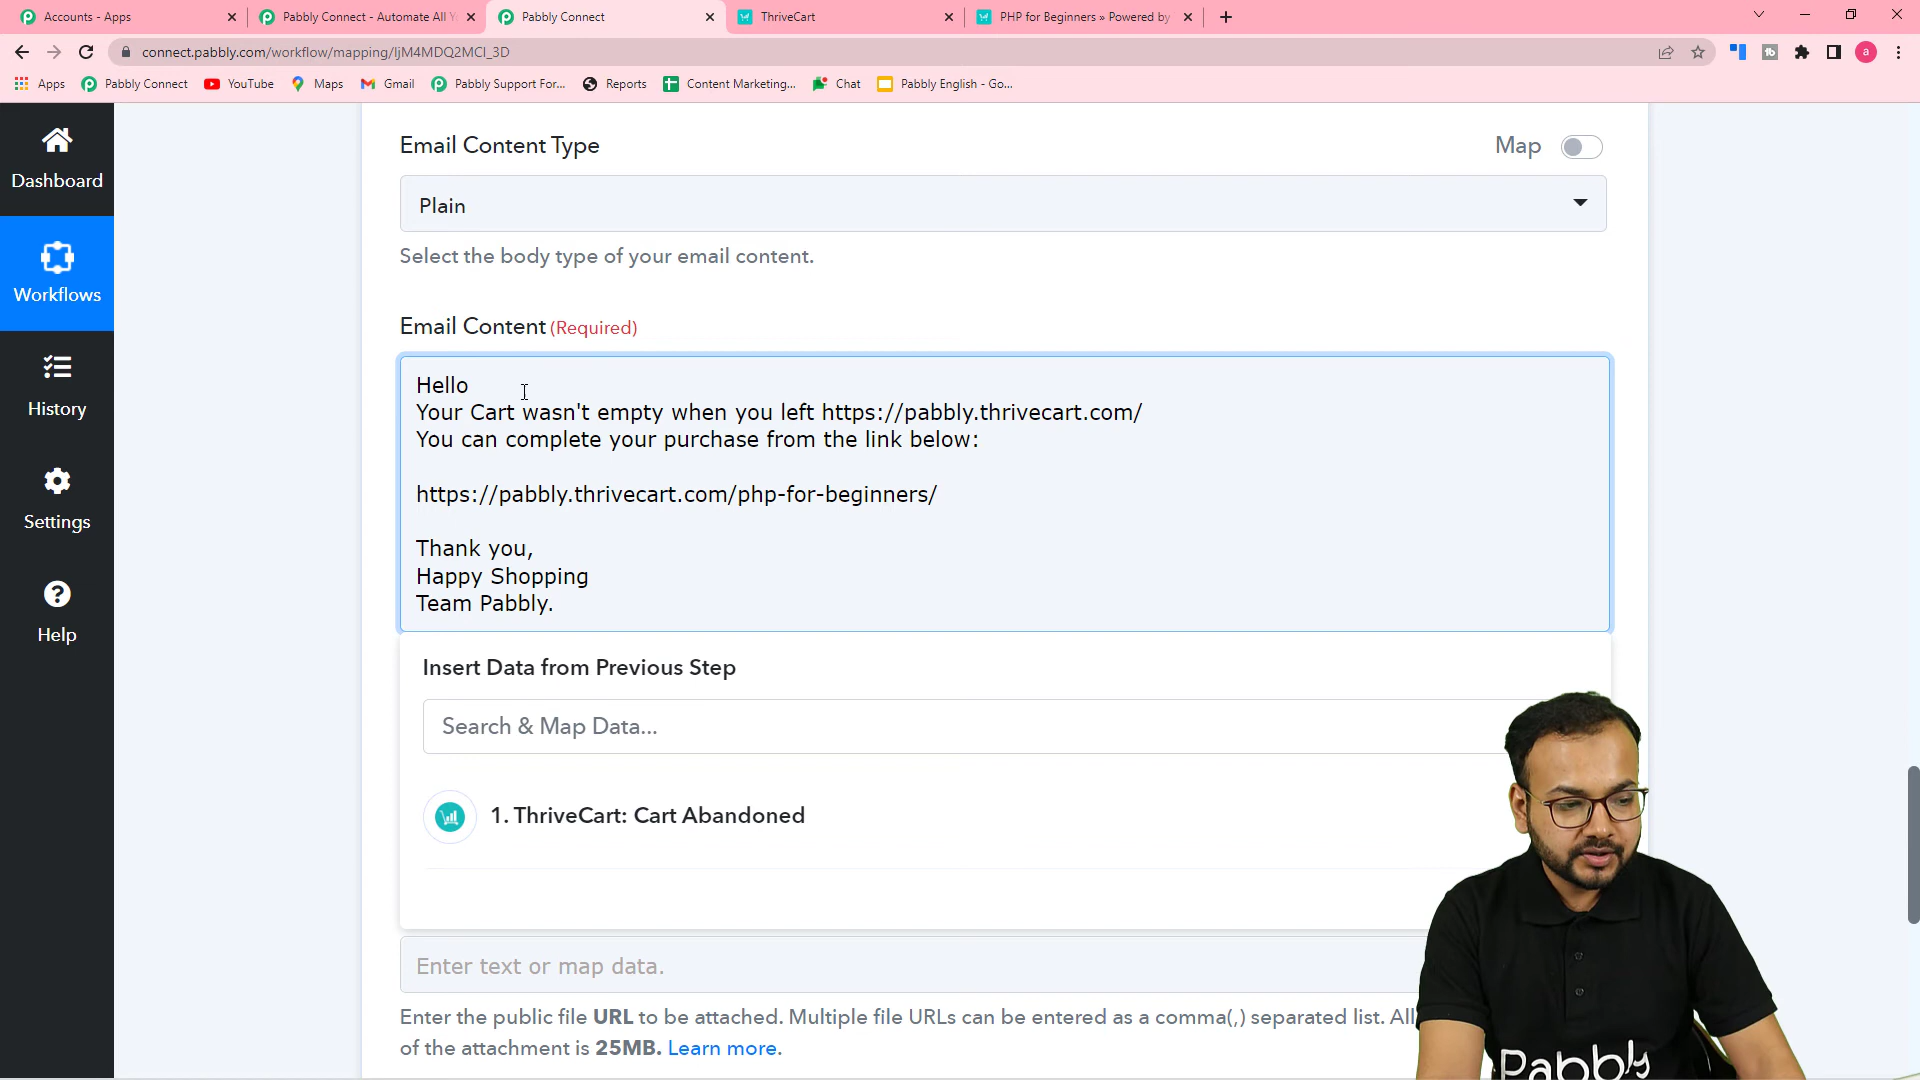 Accounts - Apps
Pabbly Connect - Automate All Y
Pabbly Connect
ThriveCart
PHP for Beginners » Powered by
connect.pabbly.com/workflow/mapping/IjM4MDQ2MCI_3D
a
Apps
Pabbly Connect
YouTube
Maps
Gmail
Pabbly Support For...
Reports
Content Marketing...
Chat
Pabbly English - Go...
Dashboard
Workflows
History
Settings
Help
Email Content Type
Map
Plain
Select the body type of your email content.
Email Content (Required)
Hello
Your Cart wasn't empty when you left https://pabbly.thrivecart.com/
You can complete your purchase from the link below:
https://pabbly.thrivecart.com/php-for-beginners/
Thank you,
Happy Shopping
Team Pabbly.
Insert Data from Previous Step
Search & Map Data...
1. ThriveCart: Cart Abandoned
Enter text or map data.
Enter the public file URL to be attached. Multiple file URLs can be entered as a comma(,) separated list. All
of the attachment is 25MB. Learn more.
Pabbly